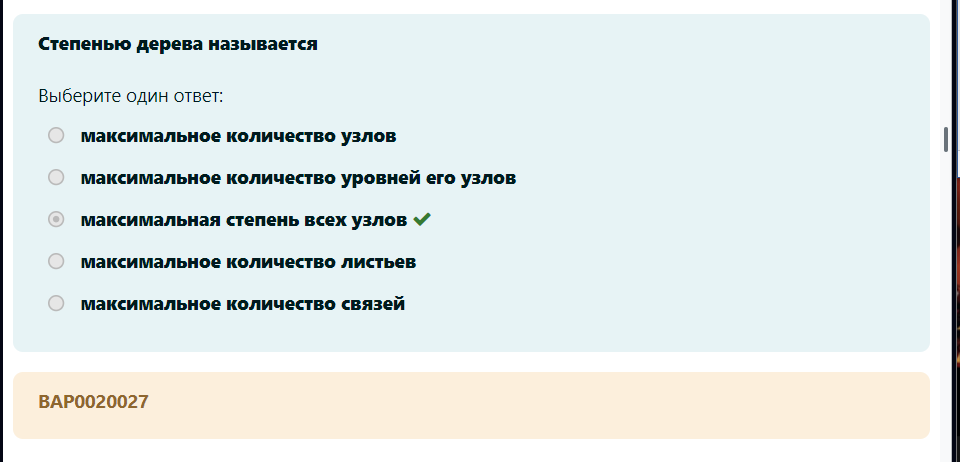 Степенью дерева называется
Выберите один ответ:
максимальное количество узлов
максимальное количество уровней его узлов
максимальная степень всех узлов
максимальное количество листьев
максимальное количество связей
ВАР0020027